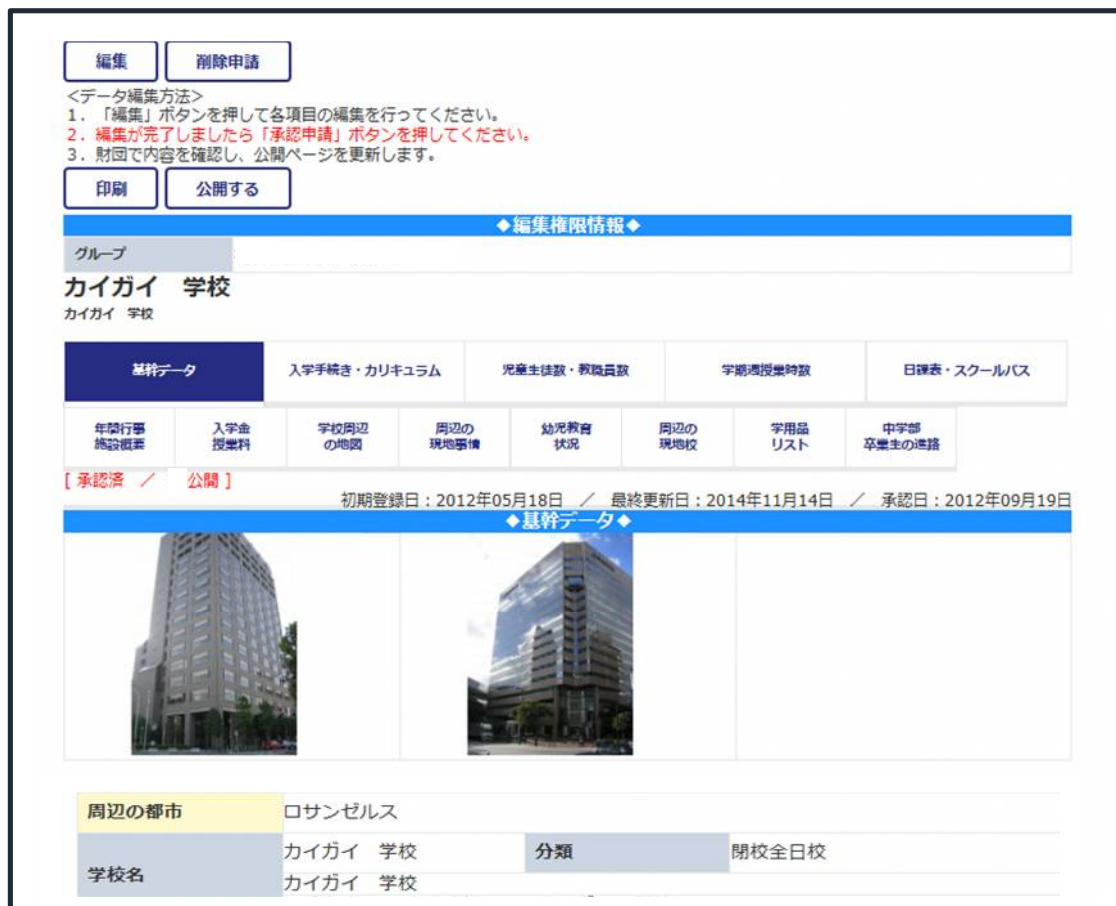 編集 削除申請
<データ編集方法>
1．「編集」ボタンを押して各項目の編集を行ってください。
2．編集が完了しましたら「承認申請」ボタンを押してください。
3．財団で内容を確認し、公開ページを更新します。
印刷 公開する
◆編集権限情報◆
グループ
カイガイ　学校
カイガイ　学校
基幹データ 入学手続き・カリキュラム 児童生徒数・教職員数 学期週授業時数 日課表・スクールバス
年間行事 入学金 学校周辺 周辺の 幼児教育 周辺の 学用品 中学部
施設概要 授業料 の地図 現地事情 状況 現地校 リスト 卒業生の進路
[ 承認済　／　公開 ]
初期登録日：2012年05月18日　／　最終更新日：2014年11月14日　／　承認日：2012年09月19日
◆基幹データ◆
周辺の都市 ロサンゼルス
学校名 カイガイ　学校 分類 閉校全日校
カイガイ　学校